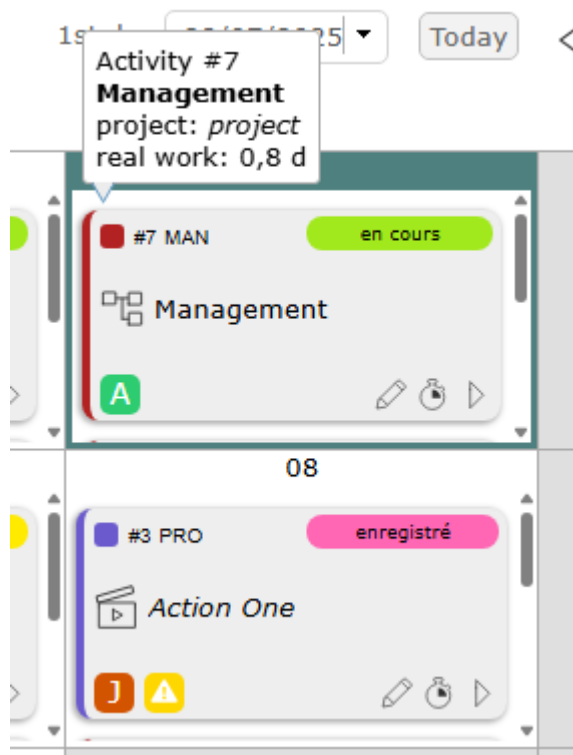 1st
Today
Activity #7
Management
project: project
real work: 0,8 d
#7 MAN
en cours
Management
A
08
#3 PRO
enregistré
Action One
J